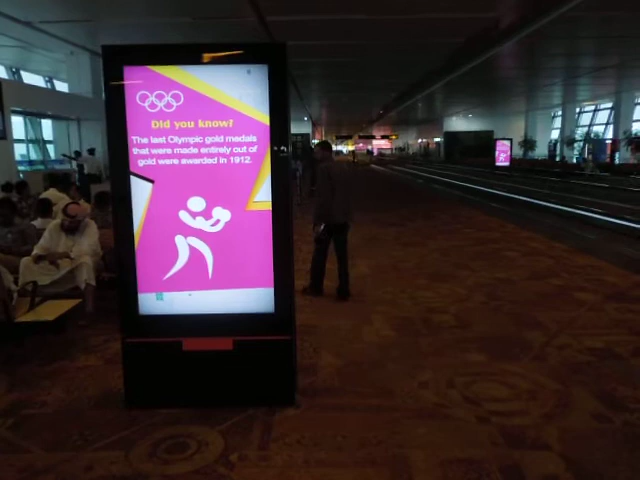 Did you know?
The last Olympic gold medals
that were made entirely out of
gold were awarded in 1912.